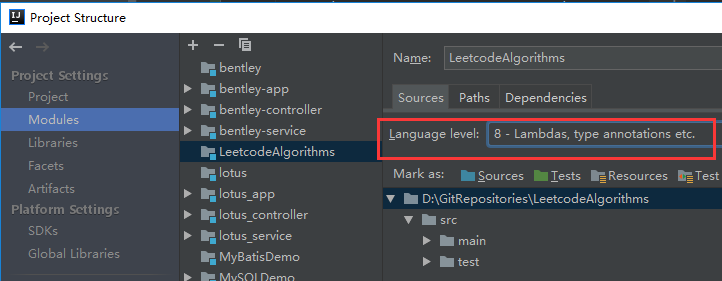 Project Structure
Project Settings
Project
Modules
Libraries
Facets
Artifacts
Platform Settings
SDKs
Global Libraries
bentley
bentley-app
bentley-controller
bentley-service
LeetcodeAlgorithms
lotus
lotus_app
lotus_controller
lotus_service
MyBatisDemo
MySQLDemo
Name: LeetcodeAlgorithms
Sources Paths Dependencies
Language level: 8 - Lambdas, type annotations etc.
Mark as: Sources Tests Resources Test
D:\GitRepositories\LeetcodeAlgorithms
src
main
test